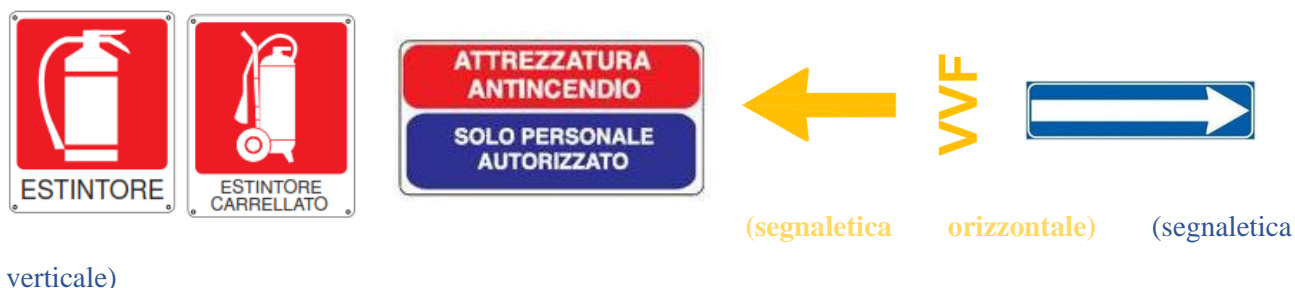 ESTINTORE
ESTINTORE
CARRELLATO
ATTREZZATURA
ANTINCENDIO
SOLO PERSONALE
AUTORIZZATO
VVF
(segnaletica orizzontale) (segnaletica
verticale)